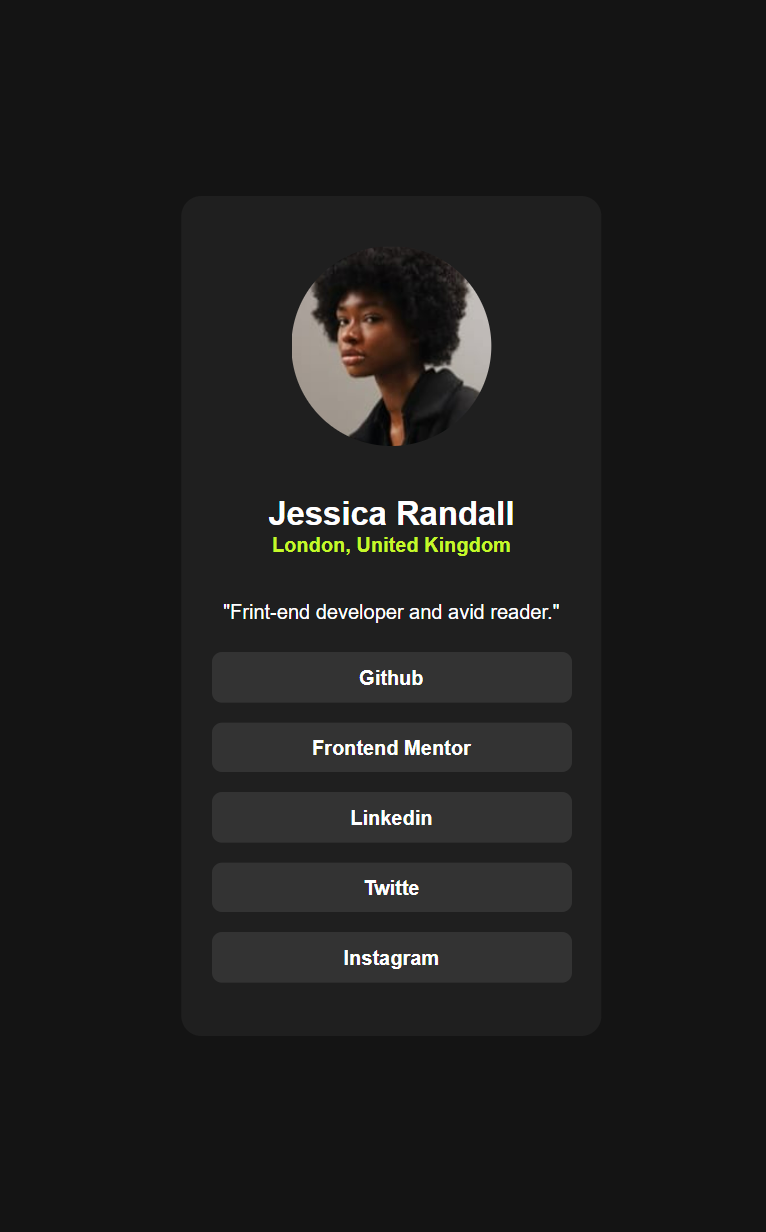 Jessica Randall
London, United Kingdom
"Frint-end developer and avid reader."
Github
Frontend Mentor
Linkedin
Twitte
Instagram